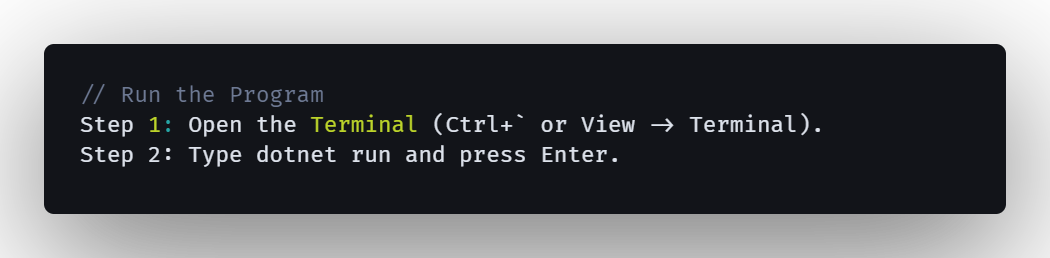 // Run the Program
Step 1: Open the Terminal (Ctrl+` or View -> Terminal).
Step 2: Type dotnet run and press Enter.